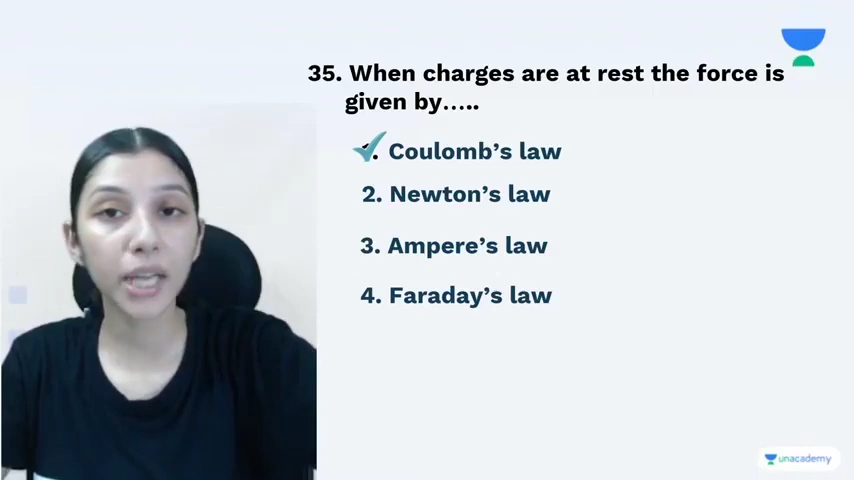 35. When charges are at rest the force is
given by.....
. Coulomb's law
2. Newton's law
3. Ampere's law
4. Faraday's law
unacademy